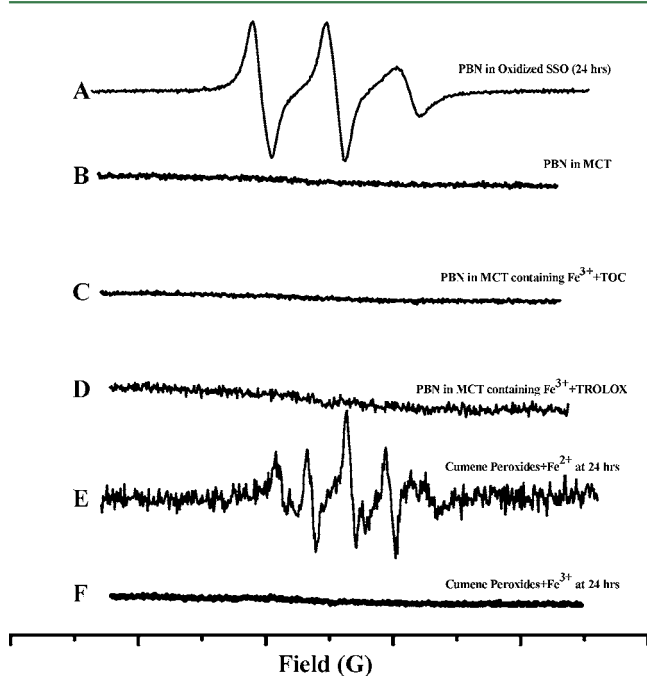 A PBN in Oxidized SSO (24 hrs)
B PBN in MCT
C PBN in MCT containing Fe³⁺+TOC
D PBN in MCT containing Fe³⁺+TROLOX
E Cumene Peroxides+Fe²⁺ at 24 hrs
F Cumene Peroxides+Fe³⁺ at 24 hrs
Field (G)